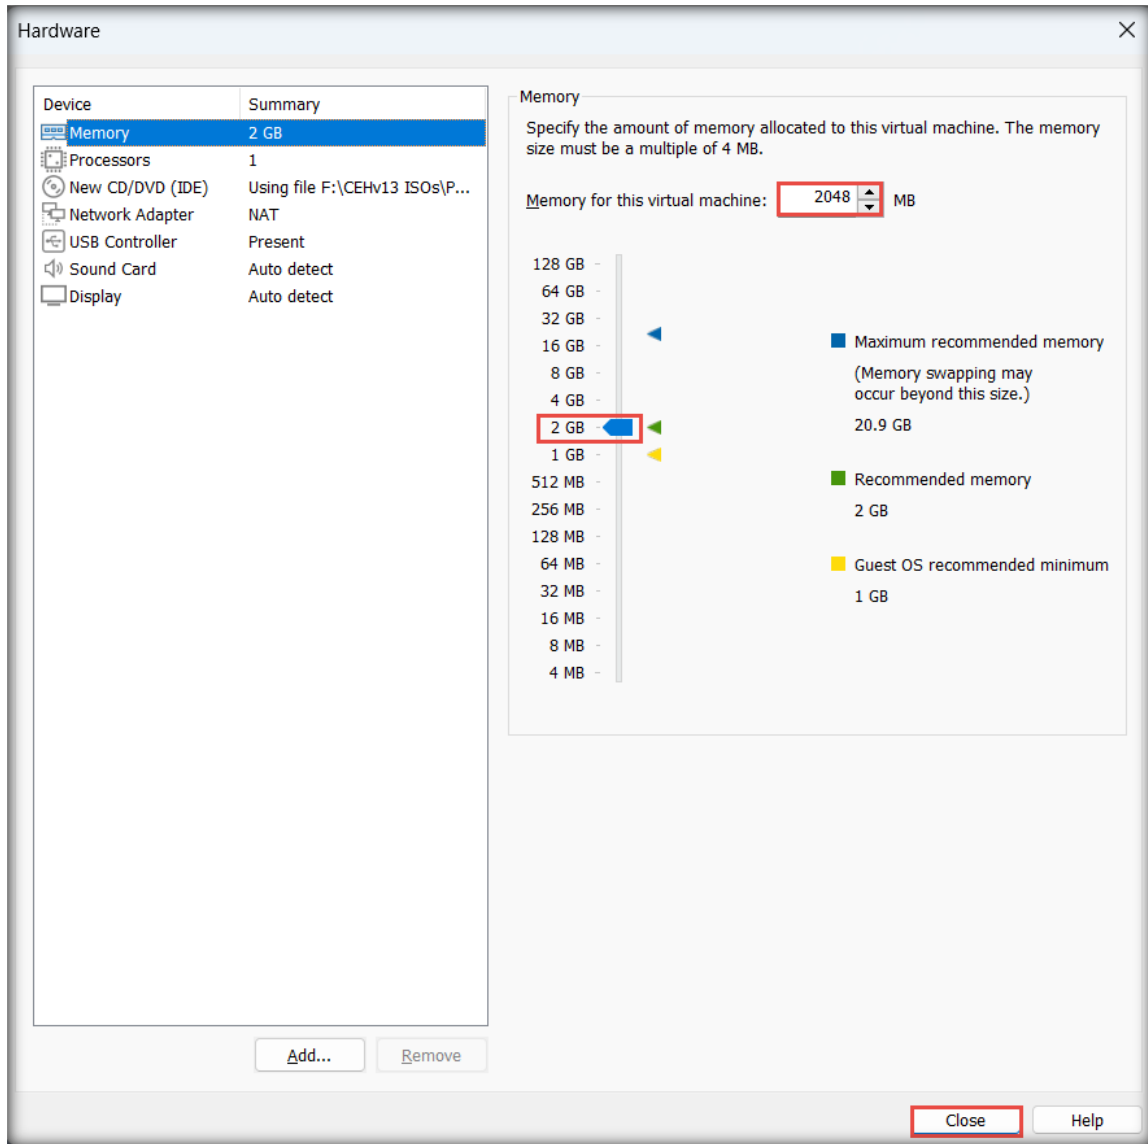 Hardware
Device Summary
Memory 2 GB
Processors 1
New CD/DVD (IDE) Using file F:\CEHv13 ISOs\P...
Network Adapter NAT
USB Controller Present
Sound Card Auto detect
Display Auto detect
Add... Remove
Memory
Specify the amount of memory allocated to this virtual machine. The memory
size must be a multiple of 4 MB.
Memory for this virtual machine: 2048 MB
128 GB
64 GB
32 GB
16 GB
8 GB
4 GB
2 GB
1 GB
512 MB
256 MB
128 MB
64 MB
32 MB
16 MB
8 MB
4 MB
Maximum recommended memory
(Memory swapping may
occur beyond this size.)
20.9 GB
Recommended memory
2 GB
Guest OS recommended minimum
1 GB
Close Help